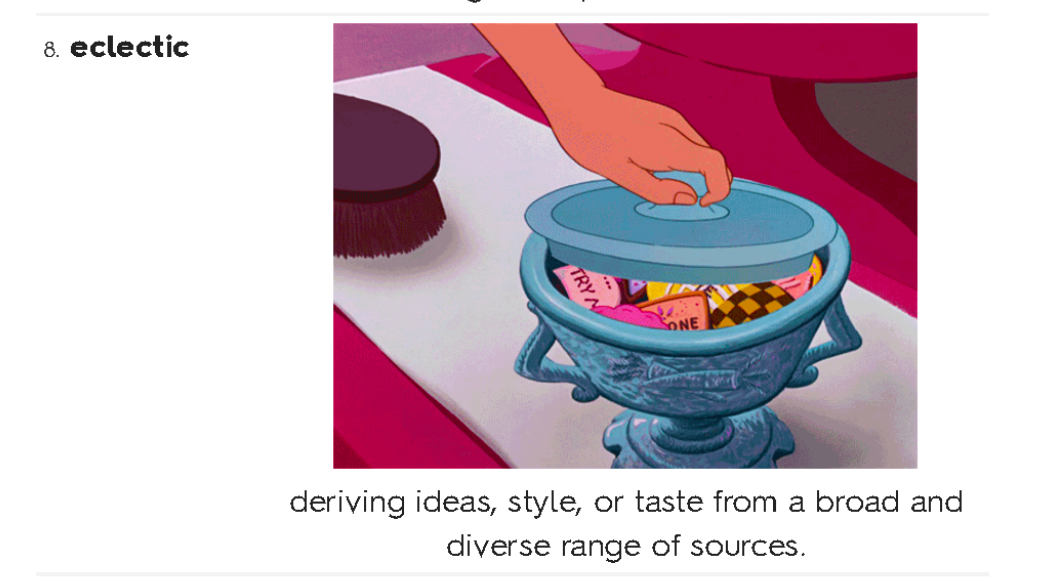 8. eclectic
TRY
ONE
deriving ideas, style, or taste from a broad and
diverse range of sources.